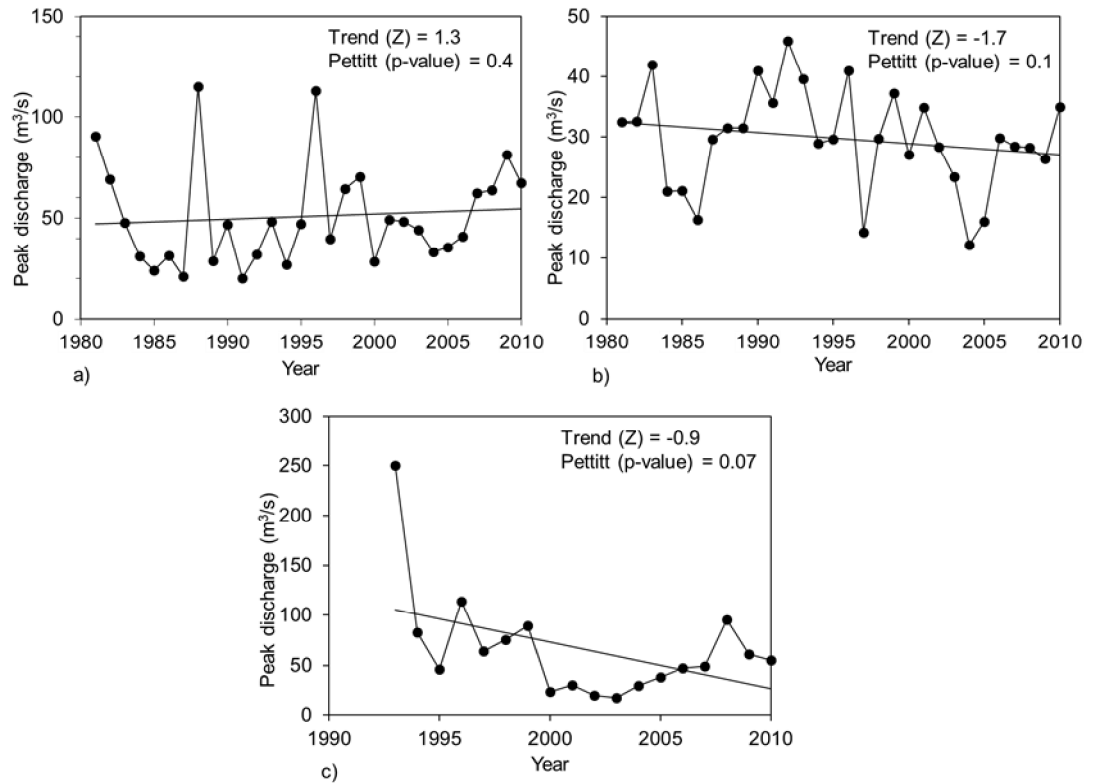 Trend (Z) = 1.3
Pettitt (p-value) = 0.4
Peak discharge (m³/s)
150
100
50
0
1980 1985 1990 1995 2000 2005 2010
Year
a)
Trend (Z) = -1.7
Pettitt (p-value) = 0.1
Peak discharge (m³/s)
50
40
30
20
10
0
1980 1985 1990 1995 2000 2005 2010
Year
b)
Trend (Z) = -0.9
Pettitt (p-value) = 0.07
Peak discharge (m³/s)
300
250
200
150
100
50
0
1990 1995 2000 2005 2010
Year
c)